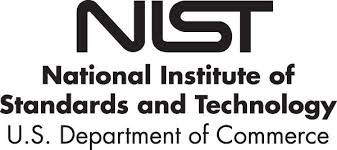 NIST
National Institute of
Standards and Technology
U.S. Department of Commerce